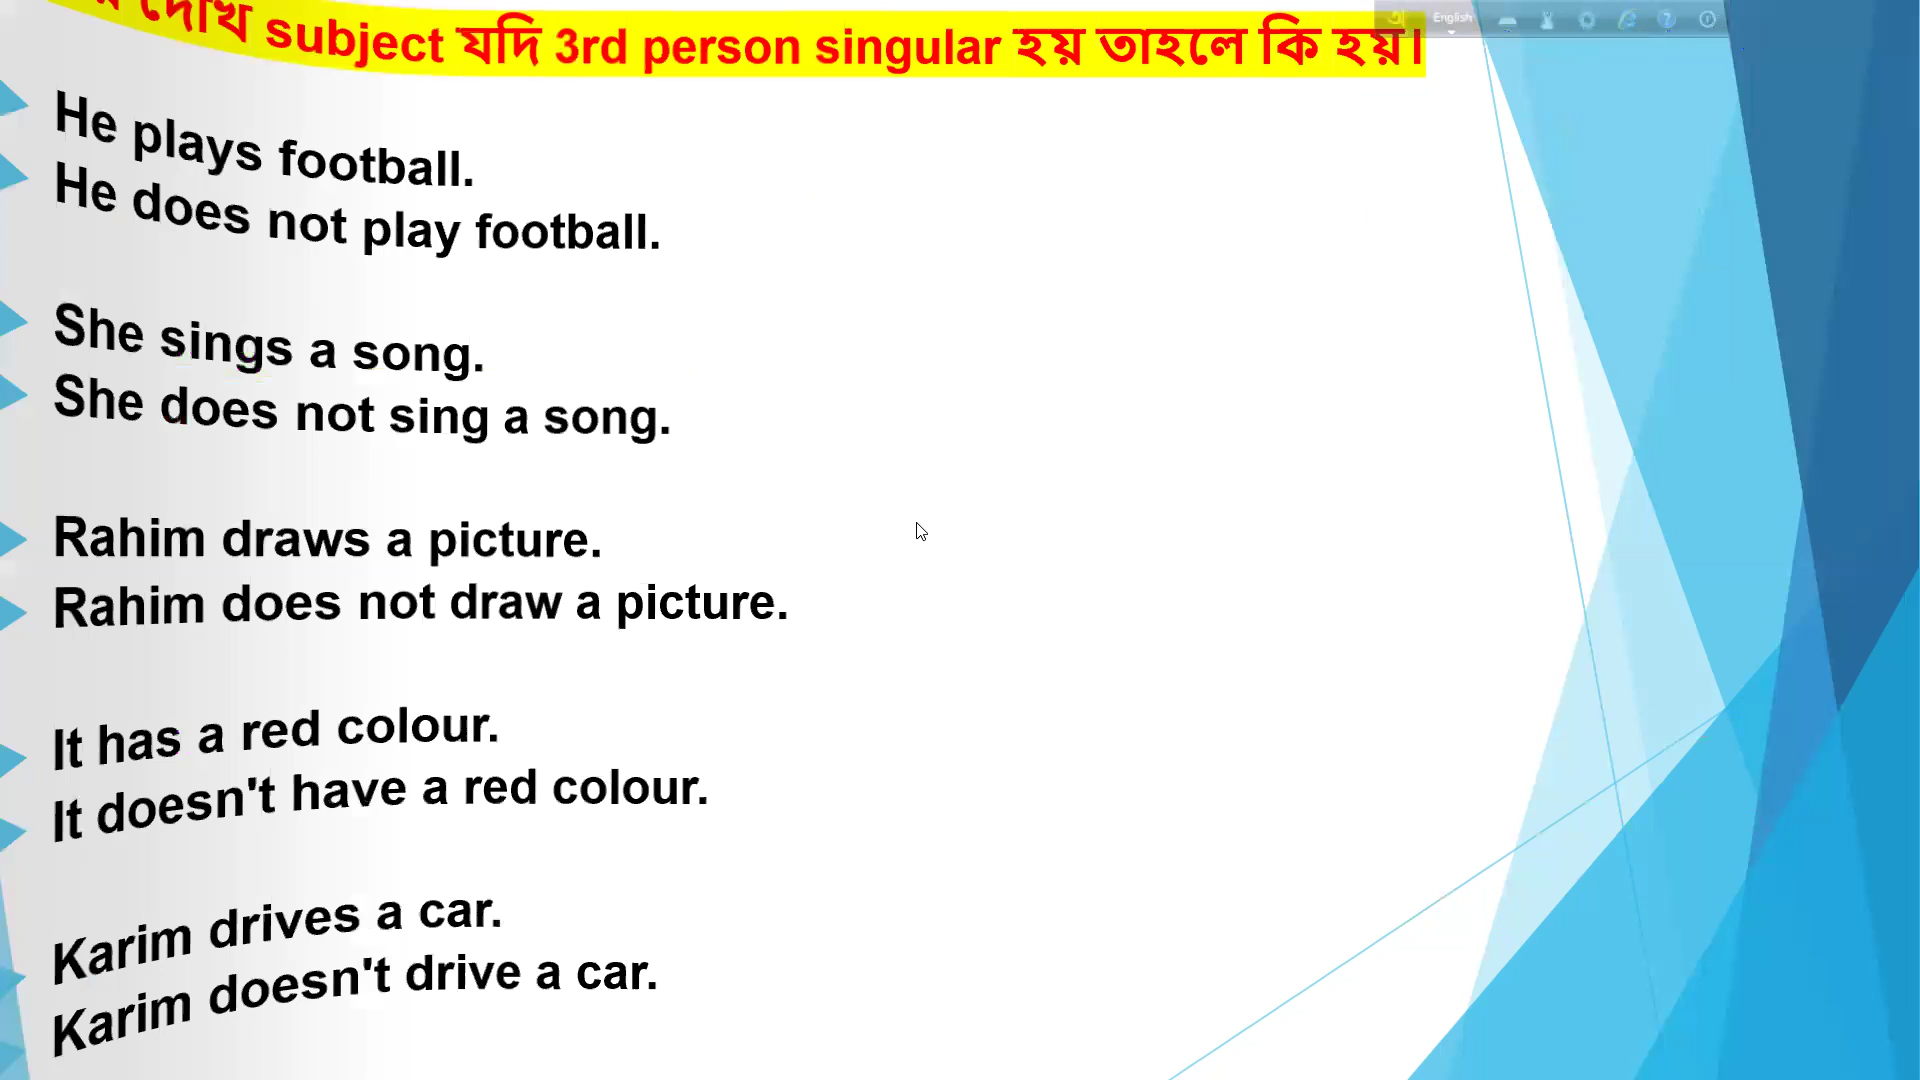 দেখি subject যদি 3rd person singular হয় তাহলে কি হয়।
English
He plays football.
He does not play football.
She sings a song.
She does not sing a song.
Rahim draws a picture.
Rahim does not draw a picture.
It has a red colour.
It doesn't have a red colour.
Karim drives a car.
Karim doesn't drive a car.